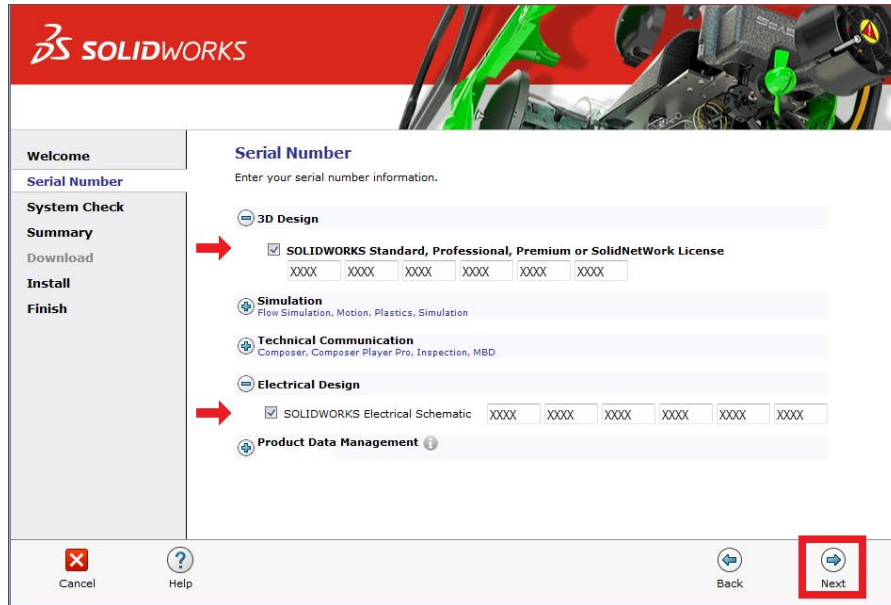 SOLIDWORKS
Welcome
Serial Number
System Check
Summary
Download
Install
Finish
Serial Number
Enter your serial number information.
3D Design
SOLIDWORKS Standard, Professional, Premium or SolidNetWork License
XXXX XXXX XXXX XXXX XXXX XXXX
Simulation
Flow Simulation, Motion, Plastics, Simulation
Technical Communication
Composer, Composer Player Pro, Inspection, MBD
Electrical Design
SOLIDWORKS Electrical Schematic XXXX XXXX XXXX XXXX XXXX XXXX
Product Data Management
Cancel
Help
Back
Next